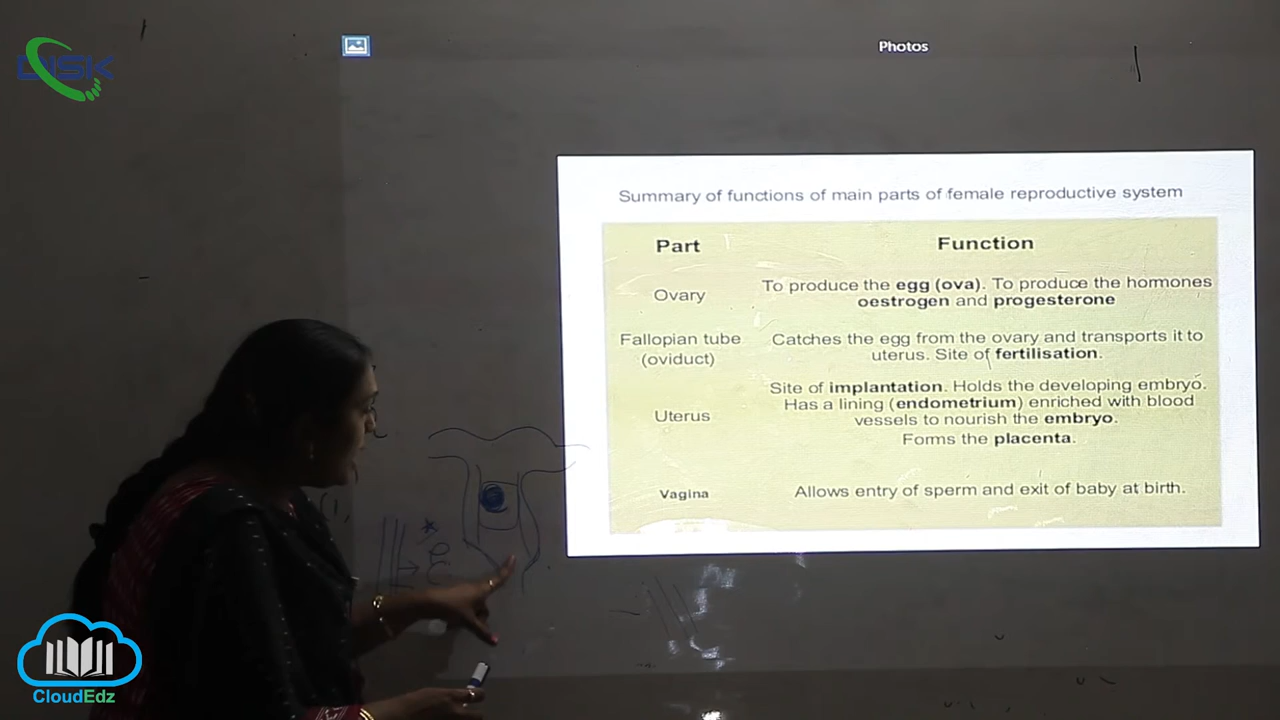 DISK
Photos
Summary of functions of main parts of female reproductive system
Part Function
Ovary To produce the egg (ova). To produce the hormones
oestrogen and progesterone
Fallopian tube Catches the egg from the ovary and transports it to
(oviduct) uterus. Site of fertilisation.
Uterus Site of implantation. Holds the developing embryo.
Has a lining (endometrium) enriched with blood
vessels to nourish the embryo.
Forms the placenta.
Vagina Allows entry of sperm and exit of baby at birth.
CloudEdz